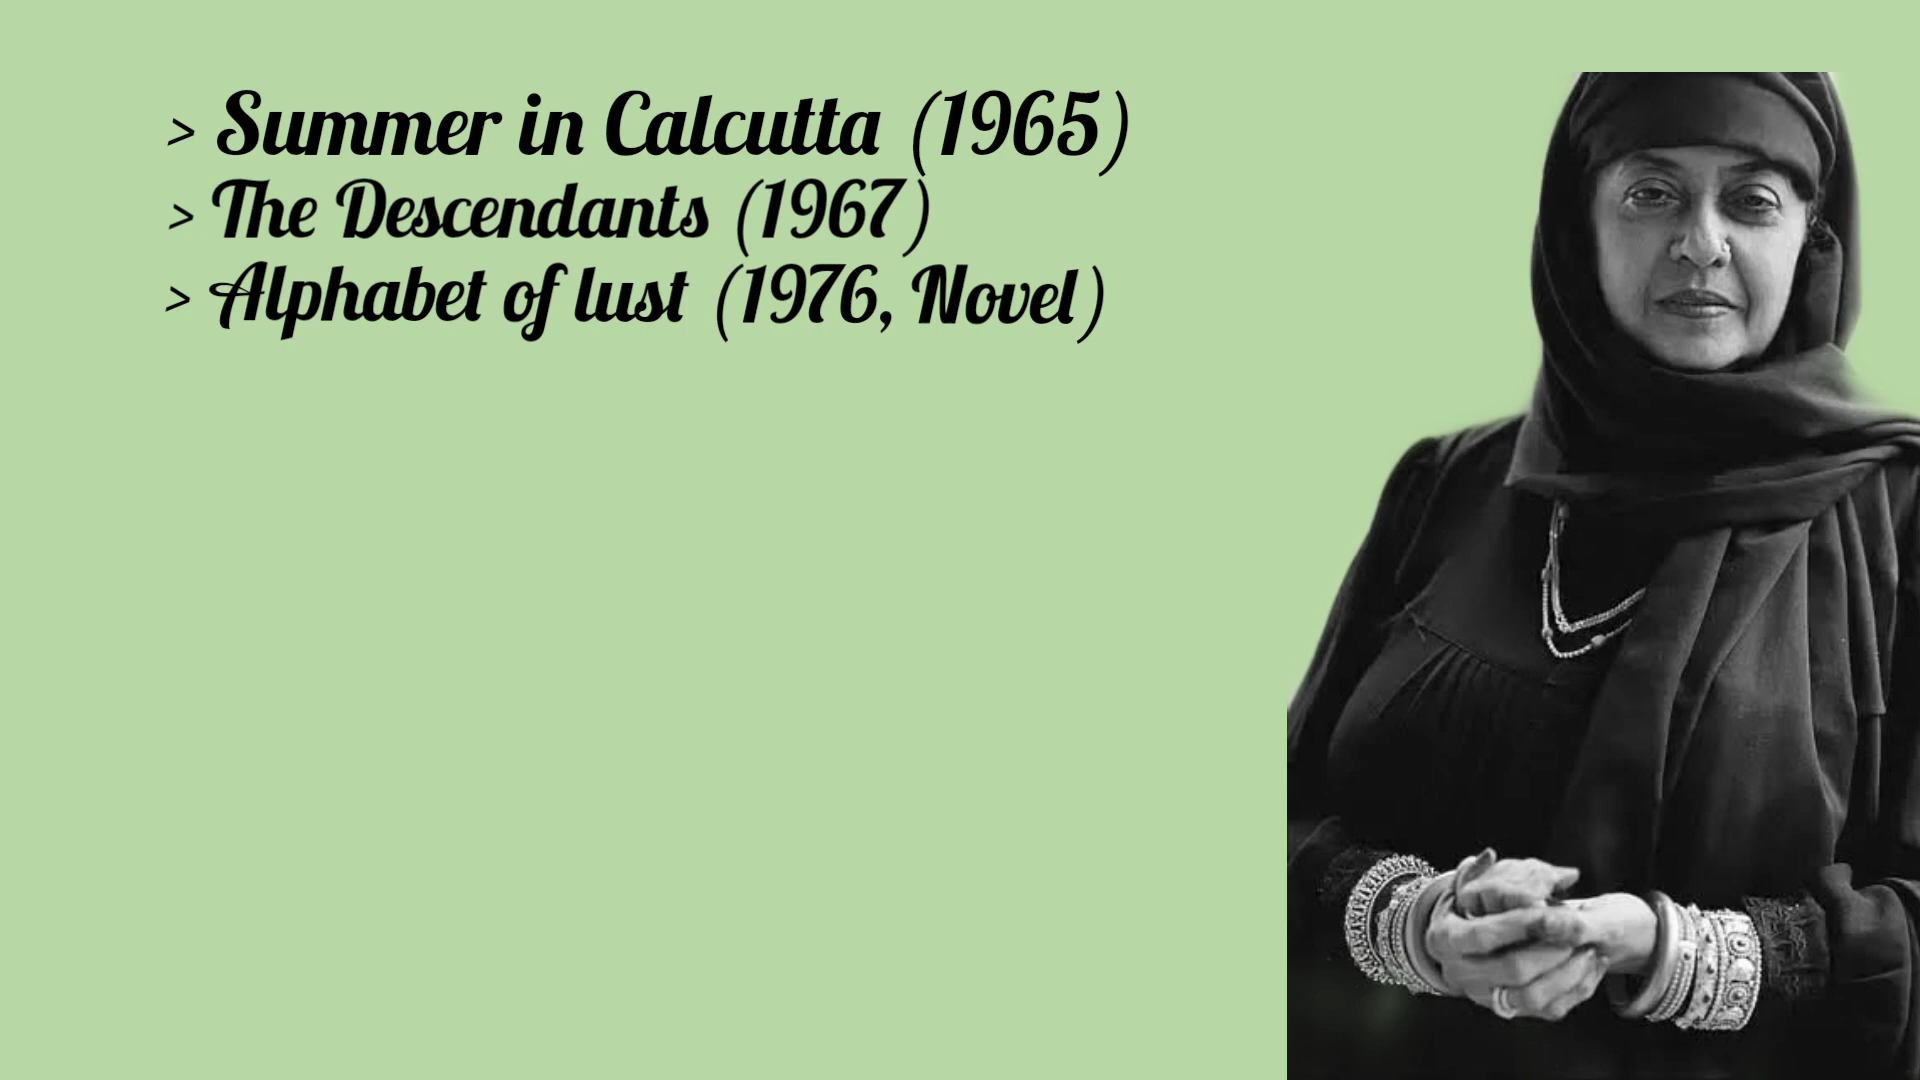 > Summer in Calcutta (1965)
> The Descendants (1967)
> Alphabet of lust (1976, Novel)